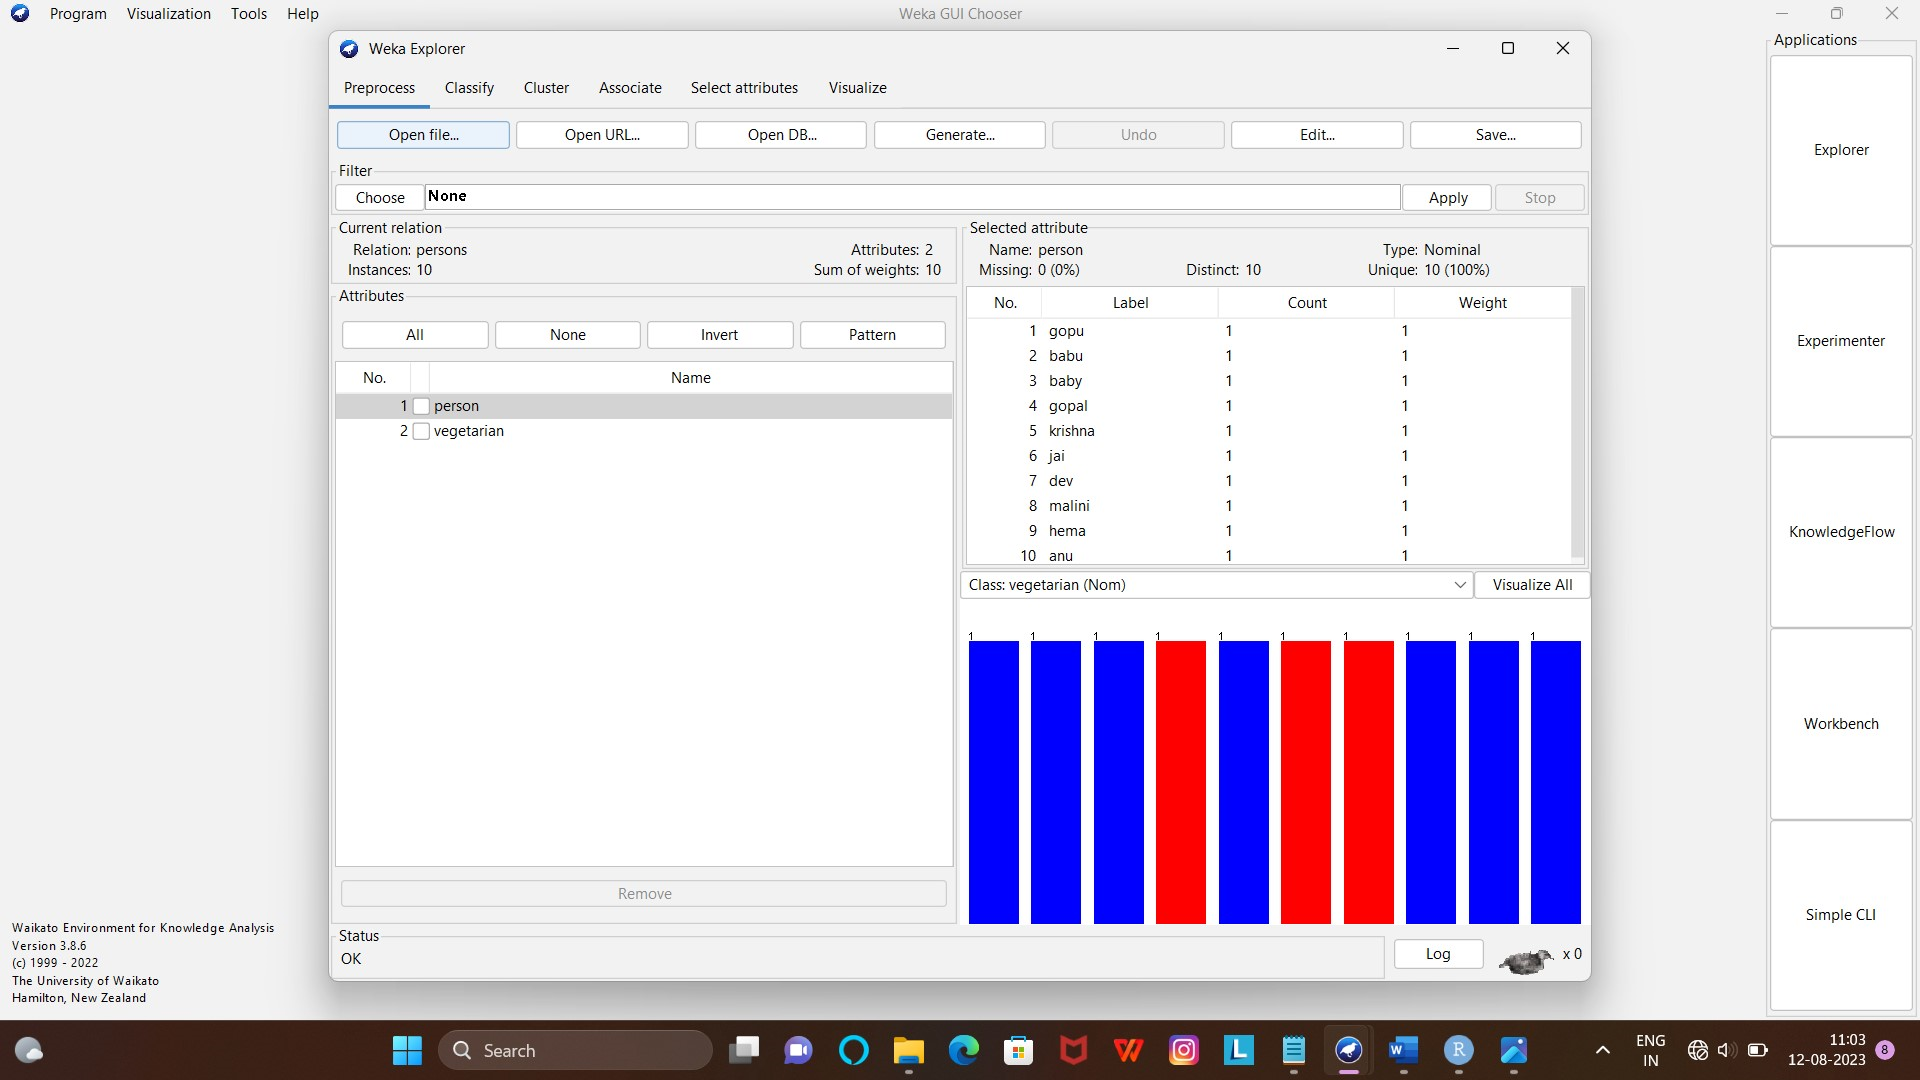 Program Visualization Tools Help Weka GUI Chooser
Weka Explorer
Preprocess Classify Cluster Associate Select attributes Visualize
Open file... Open URL... Open DB... Generate... Undo Edit... Save...
Filter
Choose None Apply Stop
Current relation
Relation: persons Attributes: 2
Instances: 10 Sum of weights: 10
Attributes
All None Invert Pattern
No. Name
1 person
2 vegetarian
Remove
Selected attribute
Name: person Type: Nominal
Missing: 0 (0%) Distinct: 10 Unique: 10 (100%)
No. Label Count Weight
1 gopu 1 1
2 babu 1 1
3 baby 1 1
4 gopal 1 1
5 krishna 1 1
6 jai 1 1
7 dev 1 1
8 malini 1 1
9 hema 1 1
10 anu 1 1
Class: vegetarian (Nom) Visualize All
1 1 1 1 1 1 1 1 1 1
Status
OK
Log x 0
Applications
Explorer
Experimenter
KnowledgeFlow
Workbench
Simple CLI
Waikato Environment for Knowledge Analysis
Version 3.8.6
(c) 1999 - 2022
The University of Waikato
Hamilton, New Zealand
Search
W
L
W
R
ENG
IN
11:03
12-08-2023
8